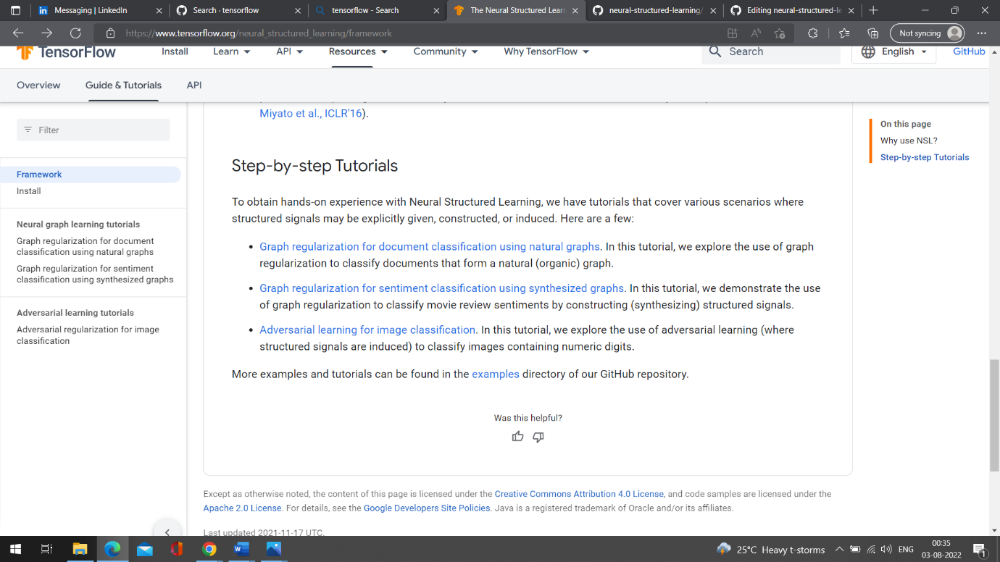 Messaging | LinkedIn
Search · tensorflow
tensorflow - Search
The Neural Structured Learn
neural-structured-learning/
Editing neural-structured-le
https://www.tensorflow.org/neural_structured_learning/framework
Not syncing
TensorFlow
Install
Learn
API
Resources
Community
Why TensorFlow
Search
English
GitHub
Overview
Guide & Tutorials
API
Filter
Framework
Install
Neural graph learning tutorials
Graph regularization for document
classification using natural graphs
Graph regularization for sentiment
classification using synthesized graphs
Adversarial learning tutorials
Adversarial regularization for image
classification
Miyato et al., ICLR'16).
Step-by-step Tutorials
To obtain hands-on experience with Neural Structured Learning, we have tutorials that cover various scenarios where
structured signals may be explicitly given, constructed, or induced. Here are a few:
• Graph regularization for document classification using natural graphs. In this tutorial, we explore the use of graph
regularization to classify documents that form a natural (organic) graph.
• Graph regularization for sentiment classification using synthesized graphs. In this tutorial, we demonstrate the use
of graph regularization to classify movie review sentiments by constructing (synthesizing) structured signals.
• Adversarial learning for image classification. In this tutorial, we explore the use of adversarial learning (where
structured signals are induced) to classify images containing numeric digits.
More examples and tutorials can be found in the examples directory of our GitHub repository.
Was this helpful?
On this page
Why use NSL?
Step-by-step Tutorials
Except as otherwise noted, the content of this page is licensed under the Creative Commons Attribution 4.0 License, and code samples are licensed under the
Apache 2.0 License. For details, see the Google Developers Site Policies. Java is a registered trademark of Oracle and/or its affiliates.
Last updated 2021-11-17 UTC.
25°C Heavy t-storms
ENG
00:35
03-08-2022
1